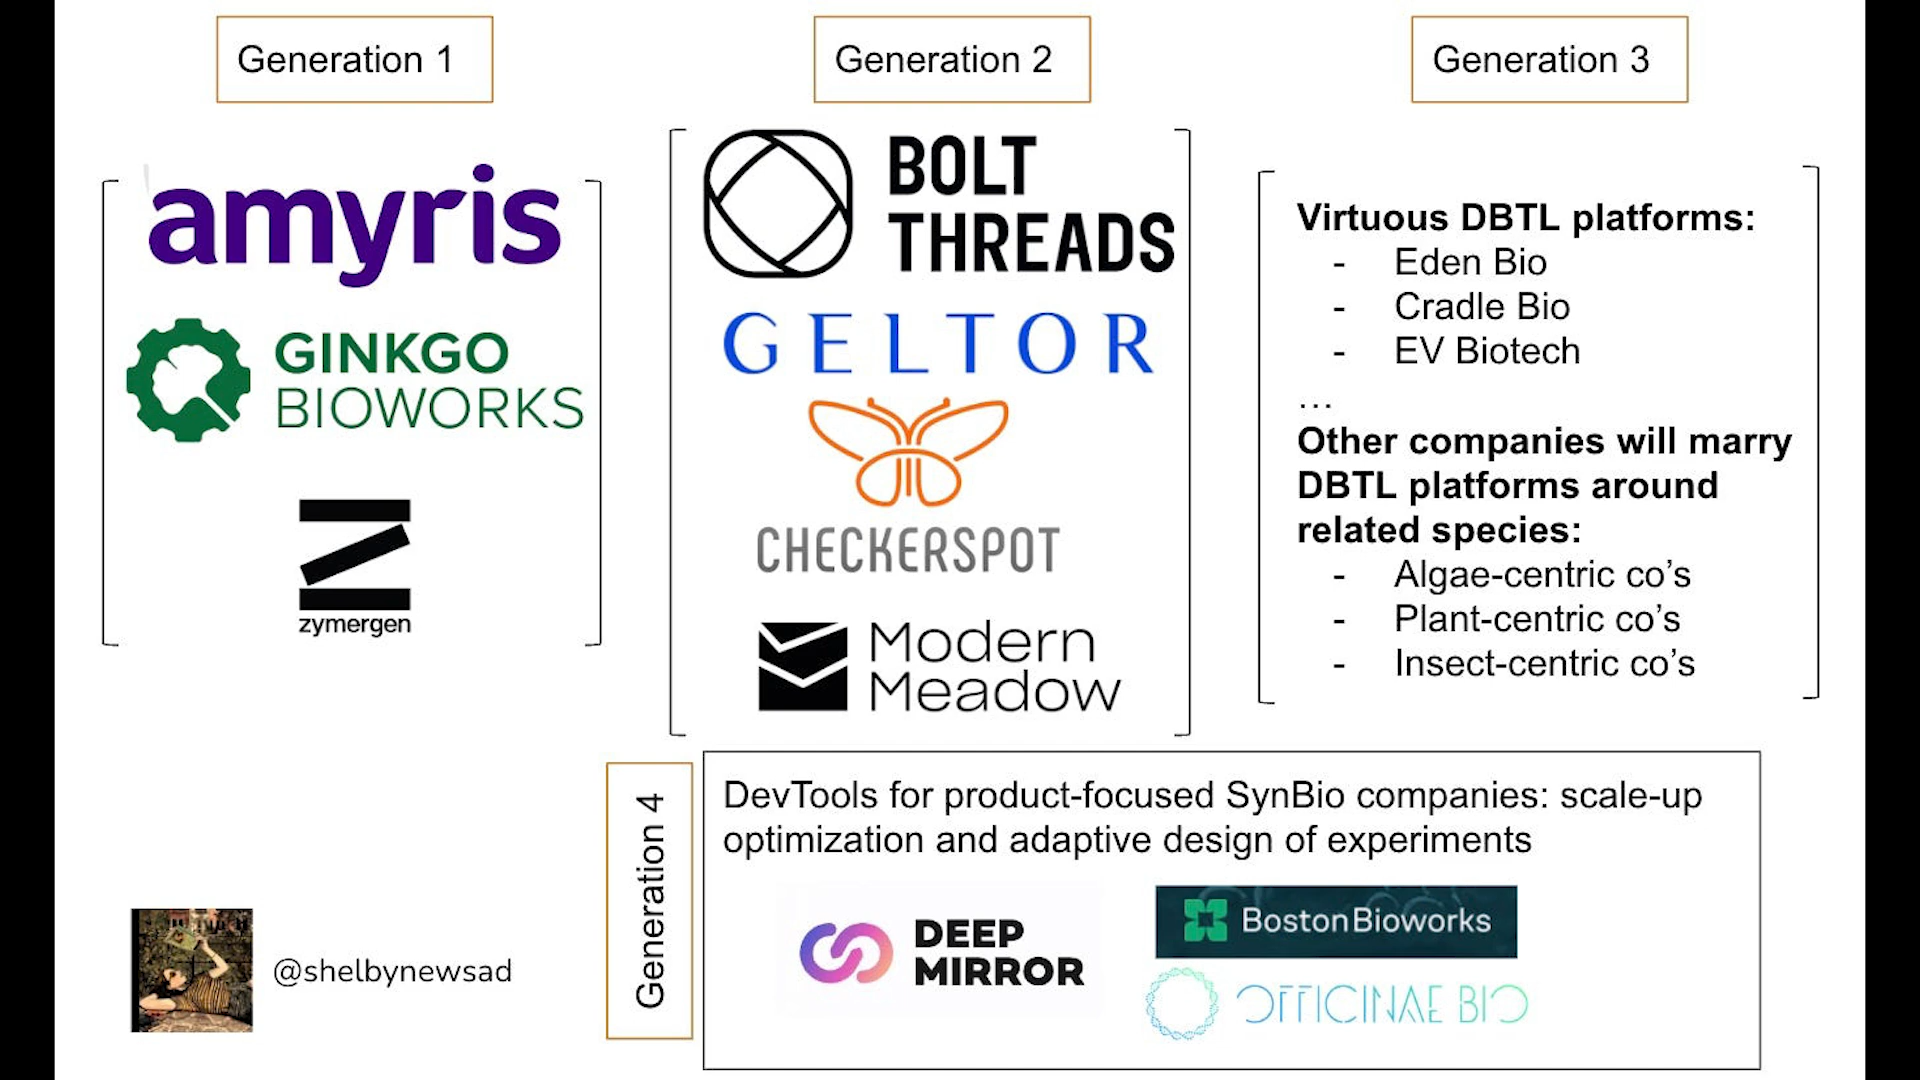 Generation 1
amyris
GINKGO
BIOWORKS
zymergen
Generation 2
BOLT
THREADS
GELTOR
CHECKERSPOT
Modern
Meadow
Generation 3
Virtuous DBTL platforms:
- Eden Bio
- Cradle Bio
- EV Biotech
…
Other companies will marry
DBTL platforms around
related species:
- Algae-centric co’s
- Plant-centric co’s
- Insect-centric co’s
Generation 4
DevTools for product-focused SynBio companies: scale-up
optimization and adaptive design of experiments
DEEP
MIRROR
BostonBioworks
OFFICINAE BIO
@shelbynewsad